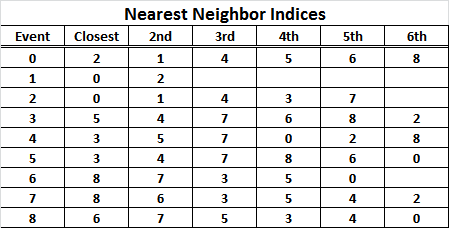 Nearest Neighbor Indices
Event Closest 2nd 3rd 4th 5th 6th
0 2 1 4 5 6 8
1 0 2
2 0 1 4 3 7
3 5 4 7 6 8 2
4 3 5 7 0 2 8
5 3 4 7 8 6 0
6 8 7 3 5 0
7 8 6 3 5 4 2
8 6 7 5 3 4 0